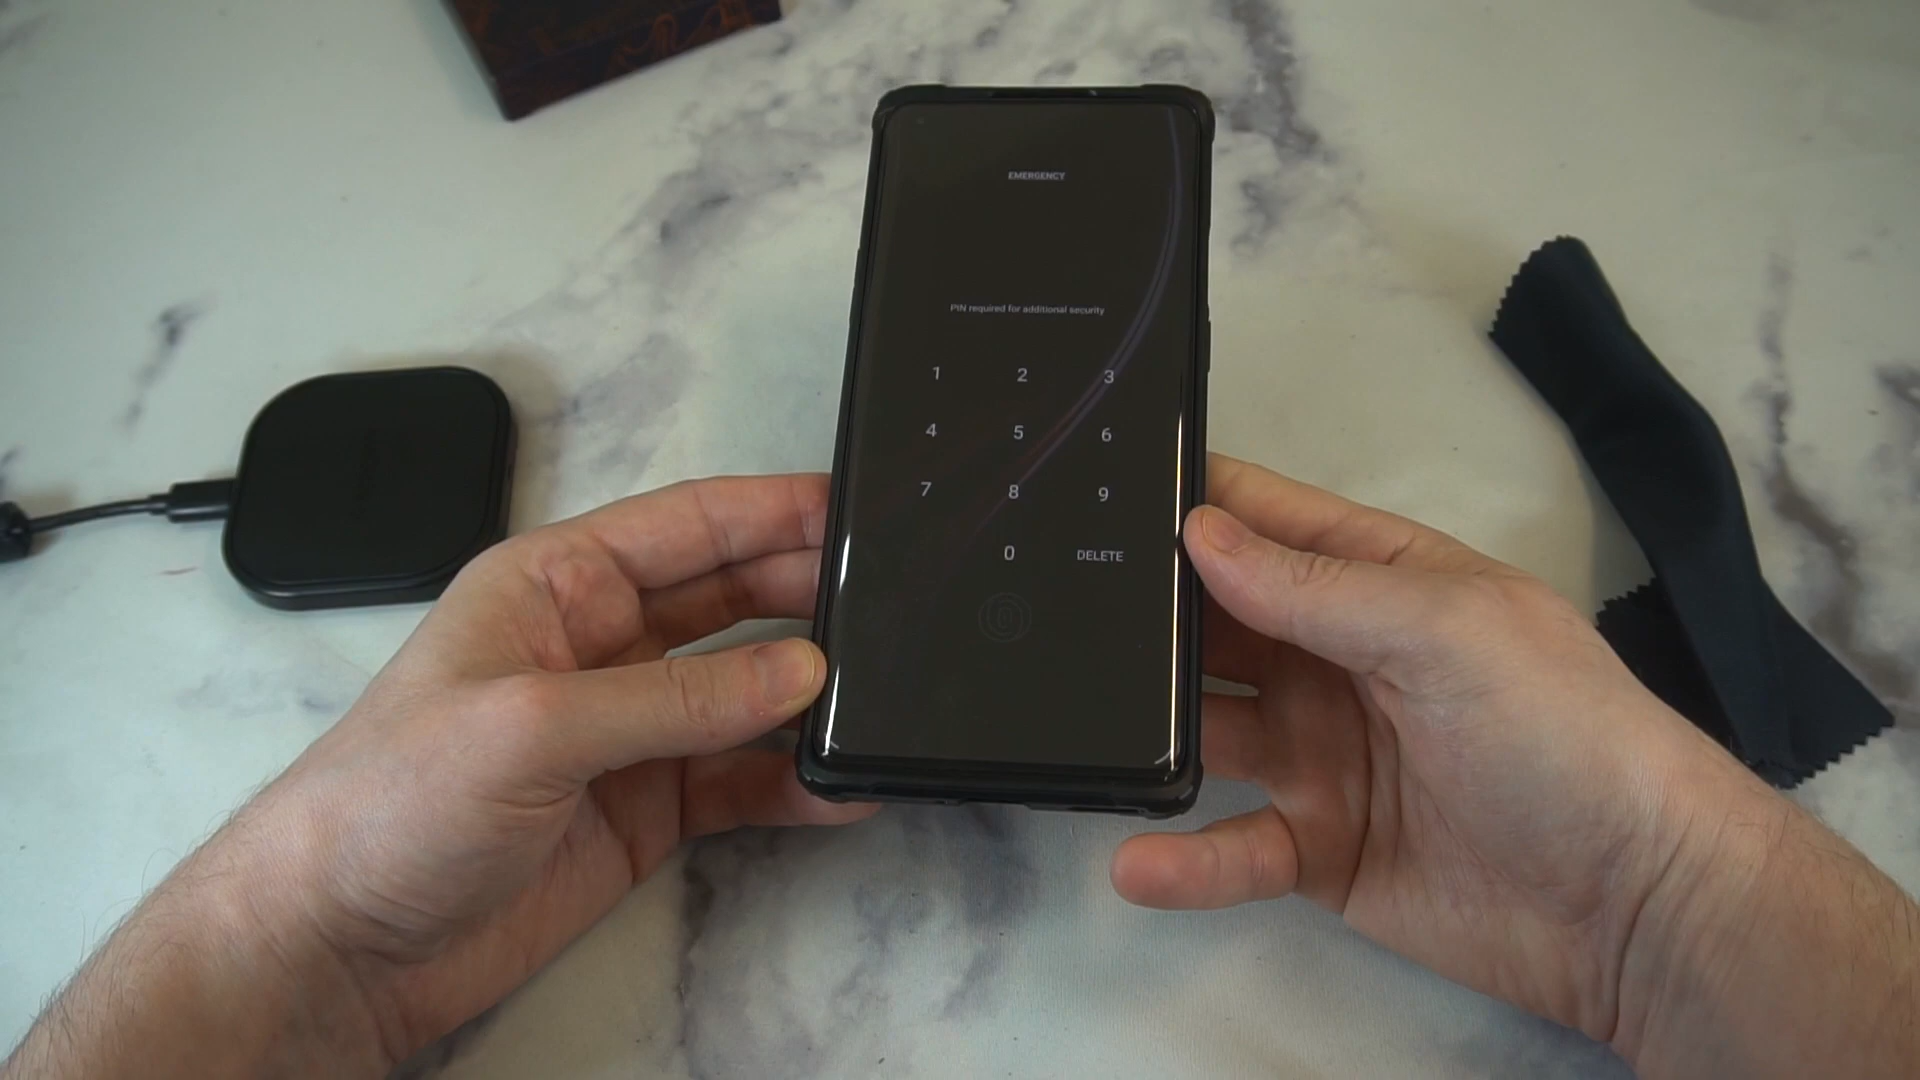 EMERGENCY
PIN required for additional security
1 2 3
4 5 6
7 8 9
0 DELETE